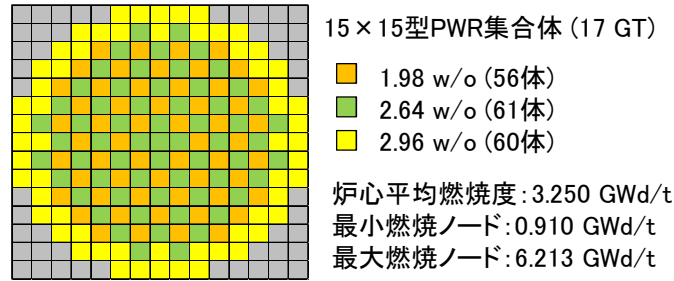 15×15型PWR集合体 (17 GT)
1.98 w/o (56体)
2.64 w/o (61体)
2.96 w/o (60体)
炉心平均燃焼度:3.250 GWd/t
最小燃焼ノード:0.910 GWd/t
最大燃焼ノード:6.213 GWd/t